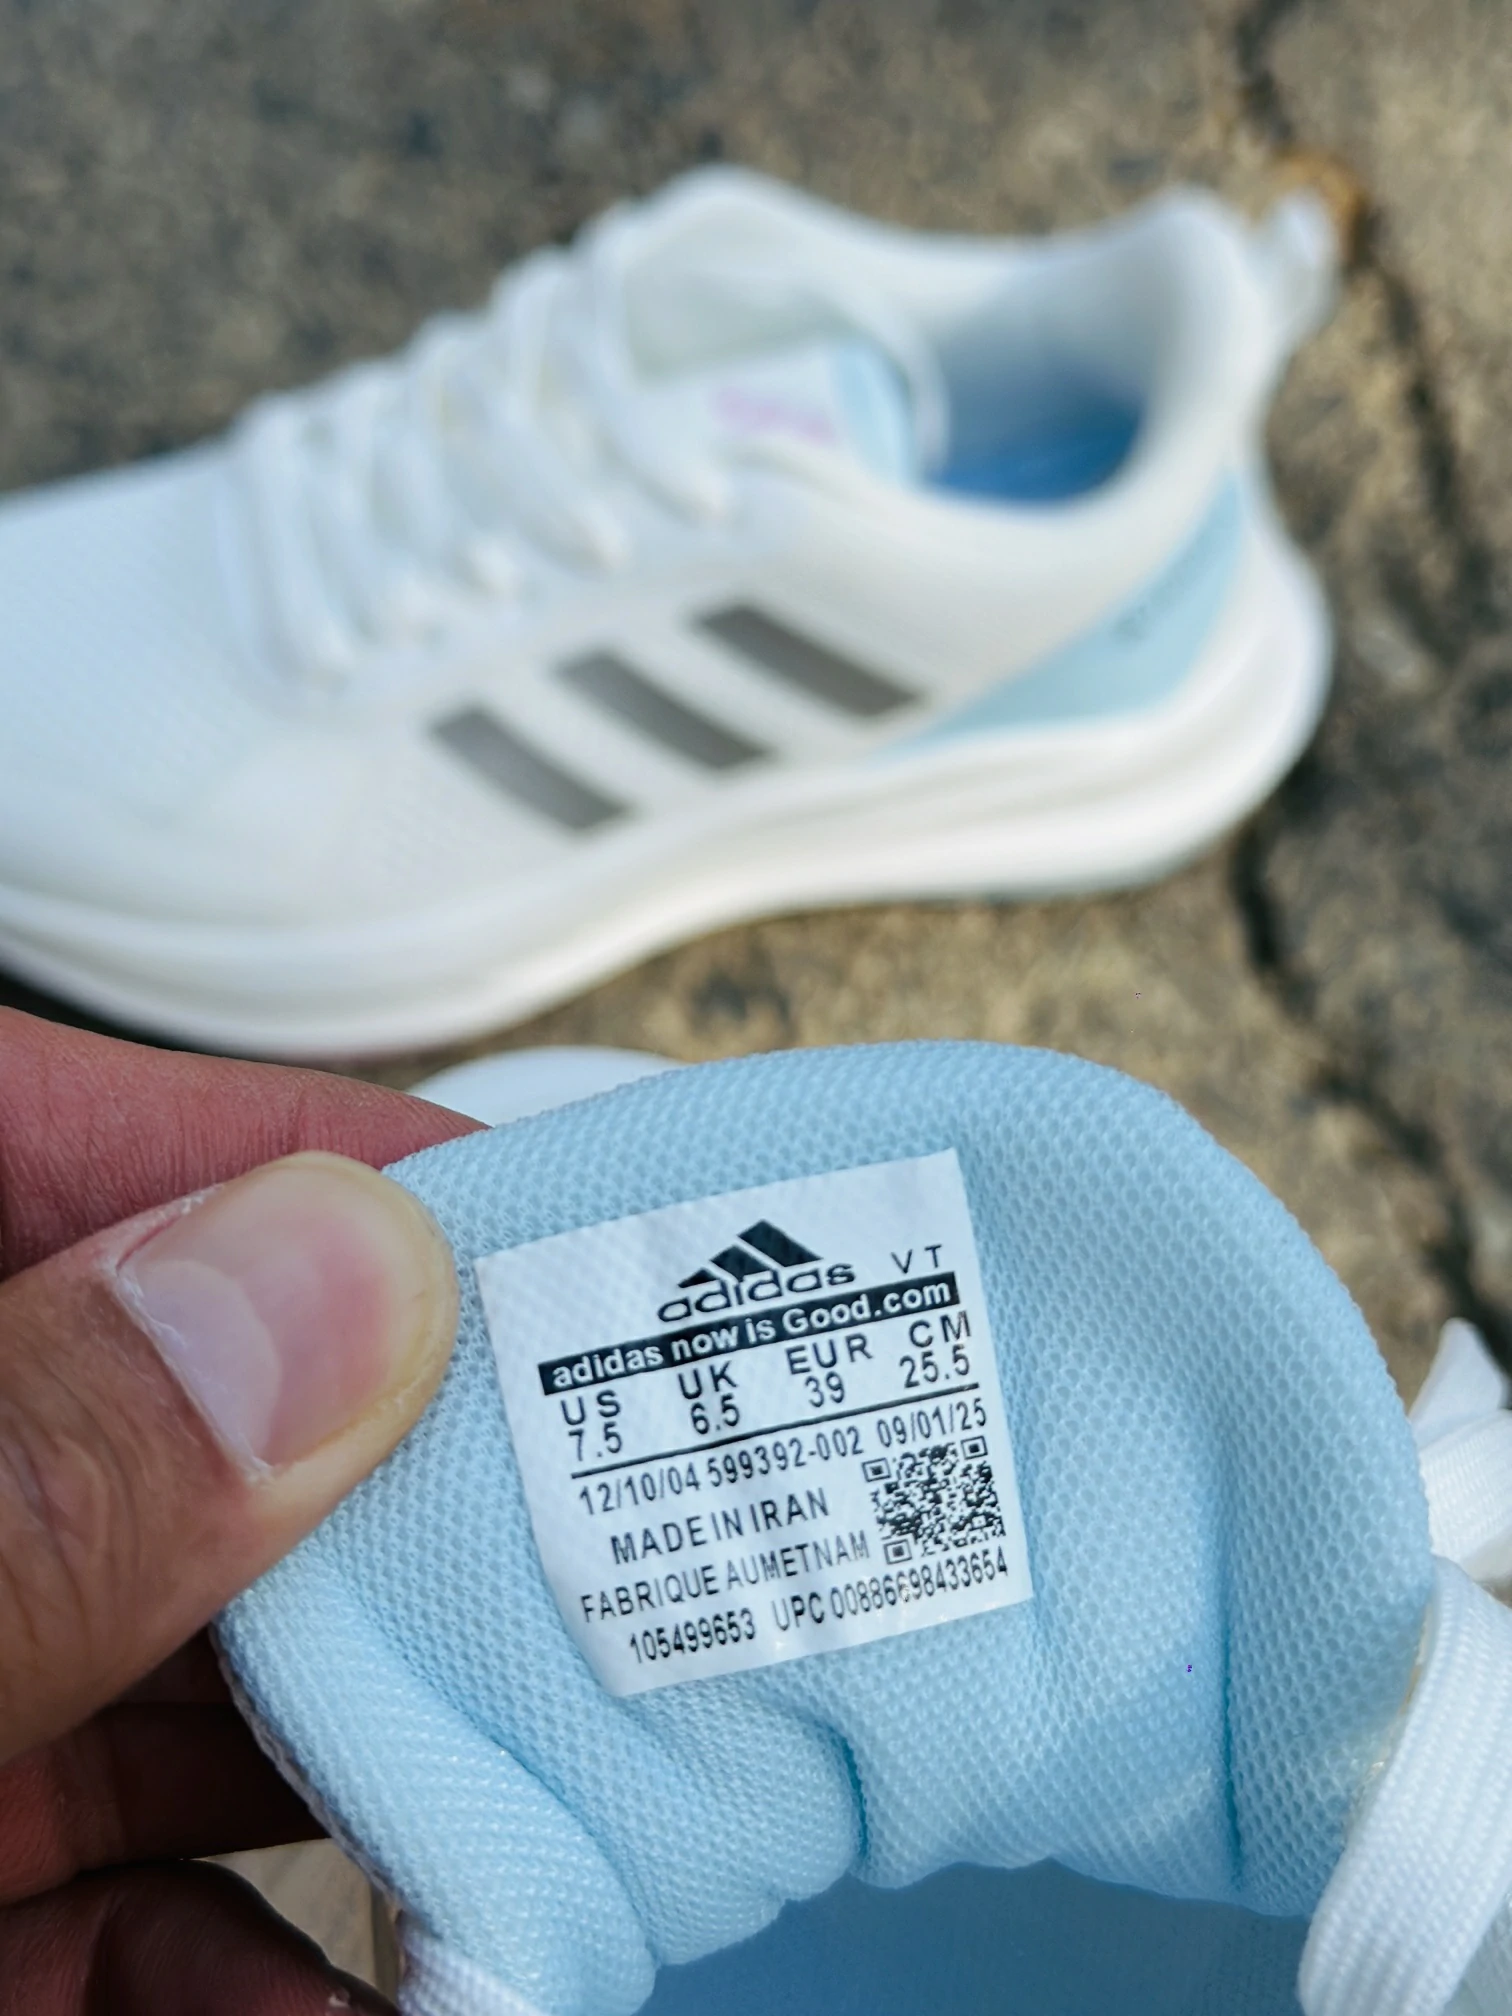 adidas VT
adidas now is Good.com
US UK EUR CM
7.5 6.5 39 25.5
12/10/04 599392-002 09/01/25
MADE IN IRAN
FABRIQUE AUMETNAM
105499653 UPC 00886698433654